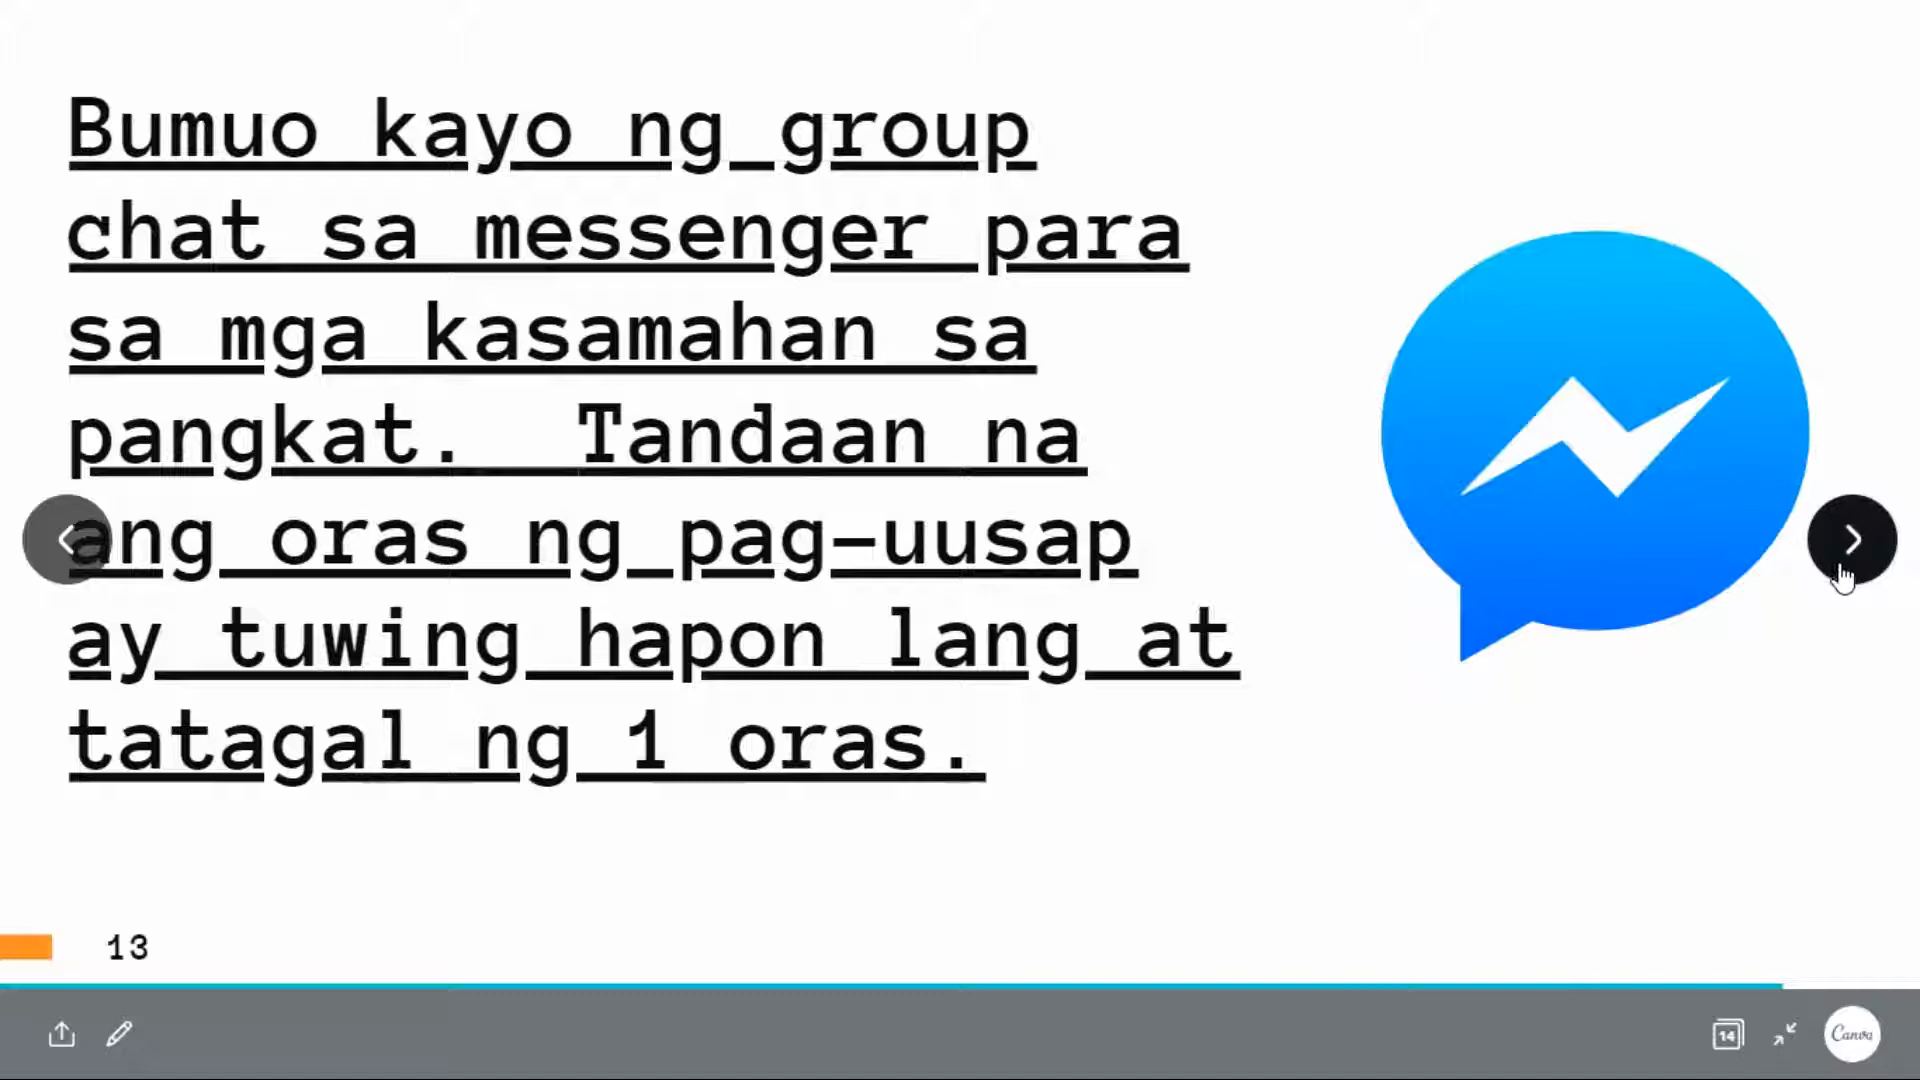 Bumuo kayo ng group
chat sa messenger para
sa mga kasamahan sa
pangkat.  Tandaan na
ang oras ng pag-uusap
ay tuwing hapon lang at
tatagal ng 1 oras.
13
14
Canva